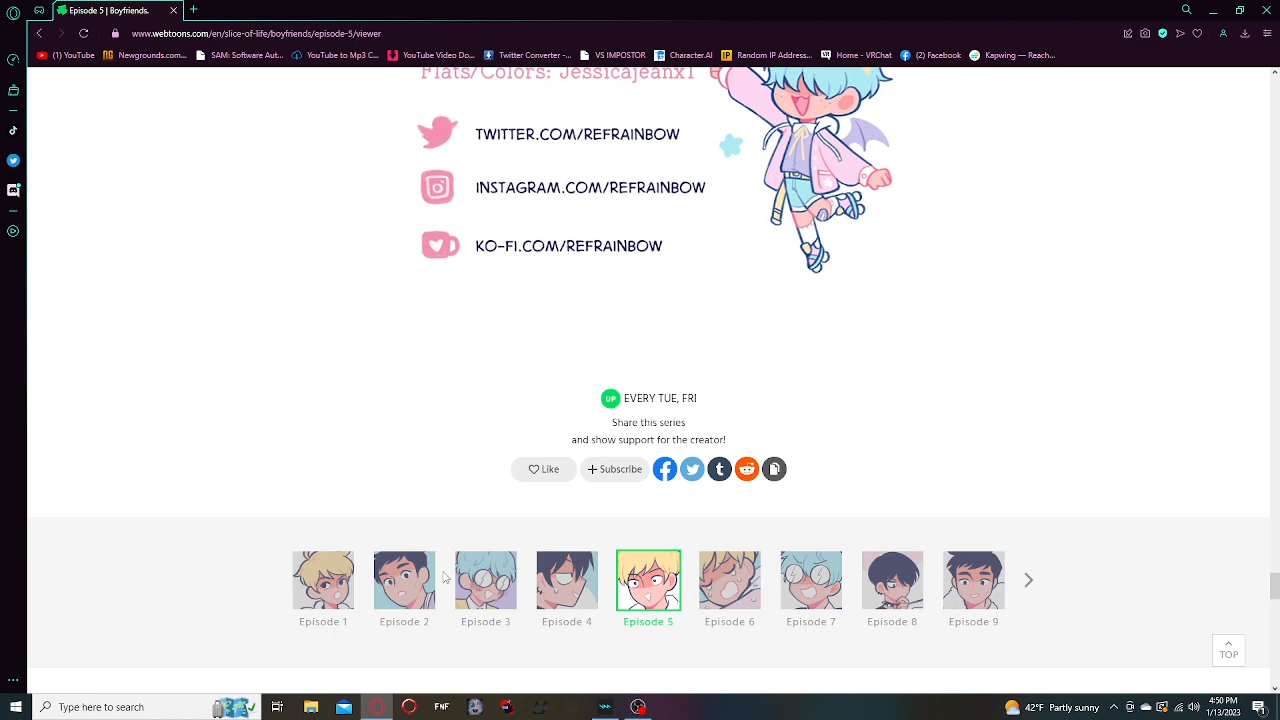 Episode 5 | Boyfriends.
www.webtoons.com/en/slice-of-life/boyfriends/episode-5/viewer
(1) YouTube
Newgrounds.com...
SAM: Software Aut...
YouTube to Mp3 C...
YouTube Video Do...
Twitter Converter -...
VS IMPOSTOR
Character.AI
IP
Random IP Address...
Home - VRChat
(2) Facebook
Kapwing — Reach...
Flats/Colors: Jessicajeanx1
TWITTER.COM/REFRAINBOW
INSTAGRAM.COM/REFRAINBOW
KO-FI.COM/REFRAINBOW
UP EVERY TUE, FRI
Share this series
and show support for the creator!
Like
+ Subscribe
Episode 1
Episode 2
Episode 3
Episode 4
Episode 5
Episode 6
Episode 7
Episode 8
Episode 9
TOP
Type here to search
FNF
42°F Partly sunny
4:50 PM
1/13/2023